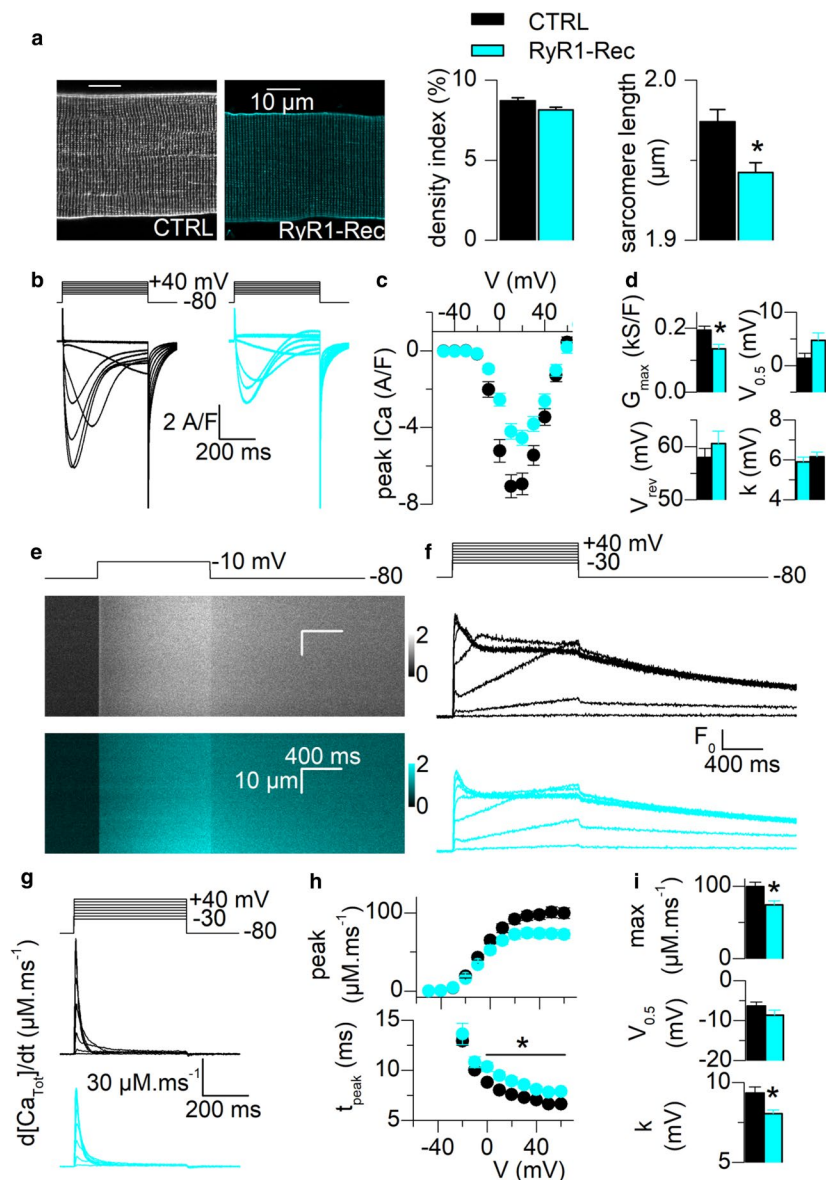 a
CTRL
RyR1-Rec
10 µm
CTRL
RyR1-Rec
density index (%)
10
5
0
sarcomere length
(µm)
2.0
1.9
*
b
+40 mV
-80
2 A/F
200 ms
c
V (mV)
-40 0 40
peak ICa (A/F)
0
-4
-8
d
G max (kS/F)
0.2
0.0
*
V 0.5 (mV)
10
0
V rev (mV)
60
50
k (mV)
8
6
4
e
-10 mV
-80
2
0
400 ms
10 µm
2
0
f
+40 mV
-30
-80
F0
400 ms
g
+40 mV
-30
-80
d[CaTot]/dt (µM.ms-1)
30 µM.ms-1
200 ms
h
peak
(µM.ms-1)
100
0
tpeak (ms)
15
10
5
*
-40 0 40
V (mV)
i
max
(µM.ms-1)
100
0
*
V0.5
(mV)
0
-10
-20
k
(mV)
10
5
*